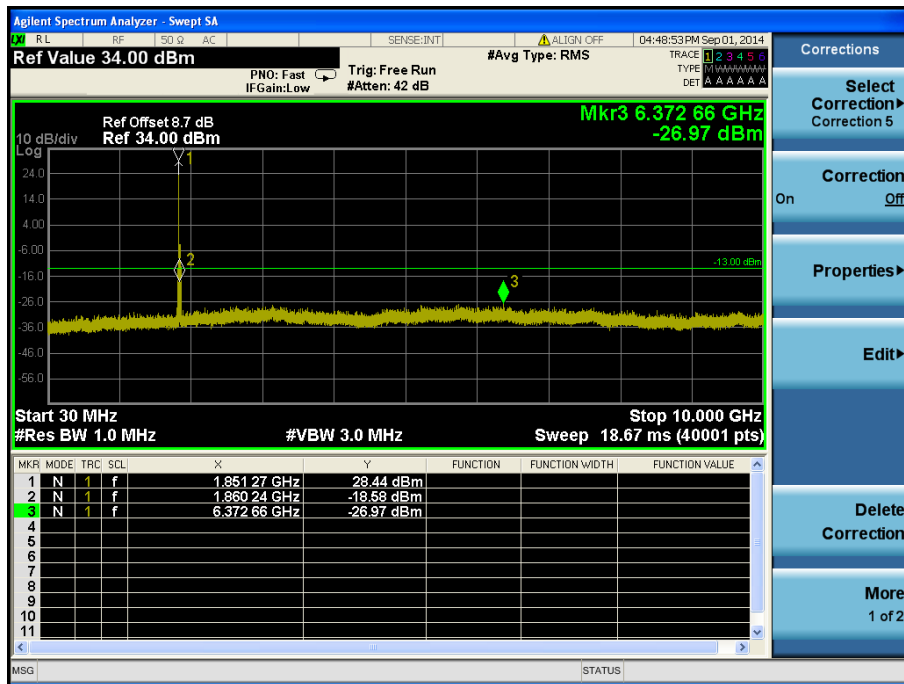 Agilent Spectrum Analyzer - Swept SA
LXI RL RF 50 Ω AC SENSE:INT ALIGN OFF 04:48:53 PM Sep 01, 2014
Ref Value 34.00 dBm
PNO: Fast
IFGain:Low
Trig: Free Run
#Atten: 42 dB
#Avg Type: RMS
TRACE 1 2 3 4 5 6
TYPE M W W W W W
DET A A A A A A
Mkr3 6.372 66 GHz
-26.97 dBm
Ref Offset 8.7 dB
10 dB/div Ref 34.00 dBm
Log
1
24.0
14.0
4.00
-6.00
2
-13.00 dBm
-16.0
3
-26.0
-36.0
-46.0
-56.0
Start 30 MHz Stop 10.000 GHz
#Res BW 1.0 MHz #VBW 3.0 MHz Sweep 18.67 ms (40001 pts)
MKR MODE TRC SCL X Y FUNCTION FUNCTION WIDTH FUNCTION VALUE
1 N 1 f 1.851 27 GHz 28.44 dBm
2 N 1 f 1.860 24 GHz -18.58 dBm
3 N 1 f 6.372 66 GHz -26.97 dBm
4
5
6
7
8
9
10
11
MSG STATUS
Corrections
Select
Correction
Correction 5
Correction
On Off
Properties
Edit
Delete
Correction
More
1 of 2